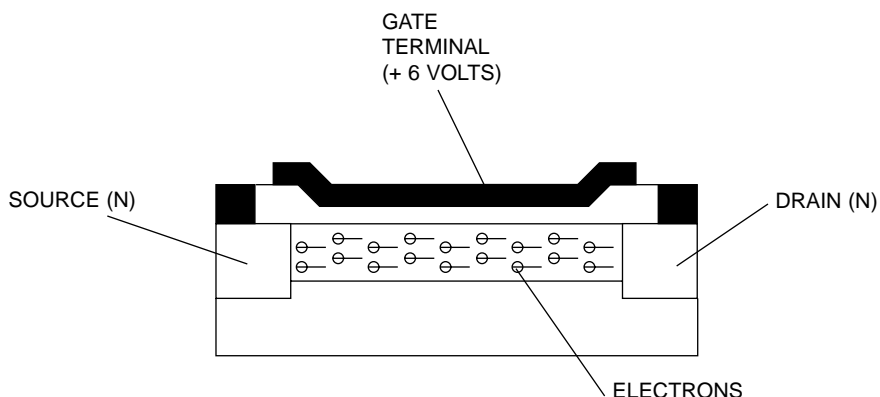 GATE
TERMINAL
(+ 6 VOLTS)
SOURCE (N)
DRAIN (N)
ELECTRONS